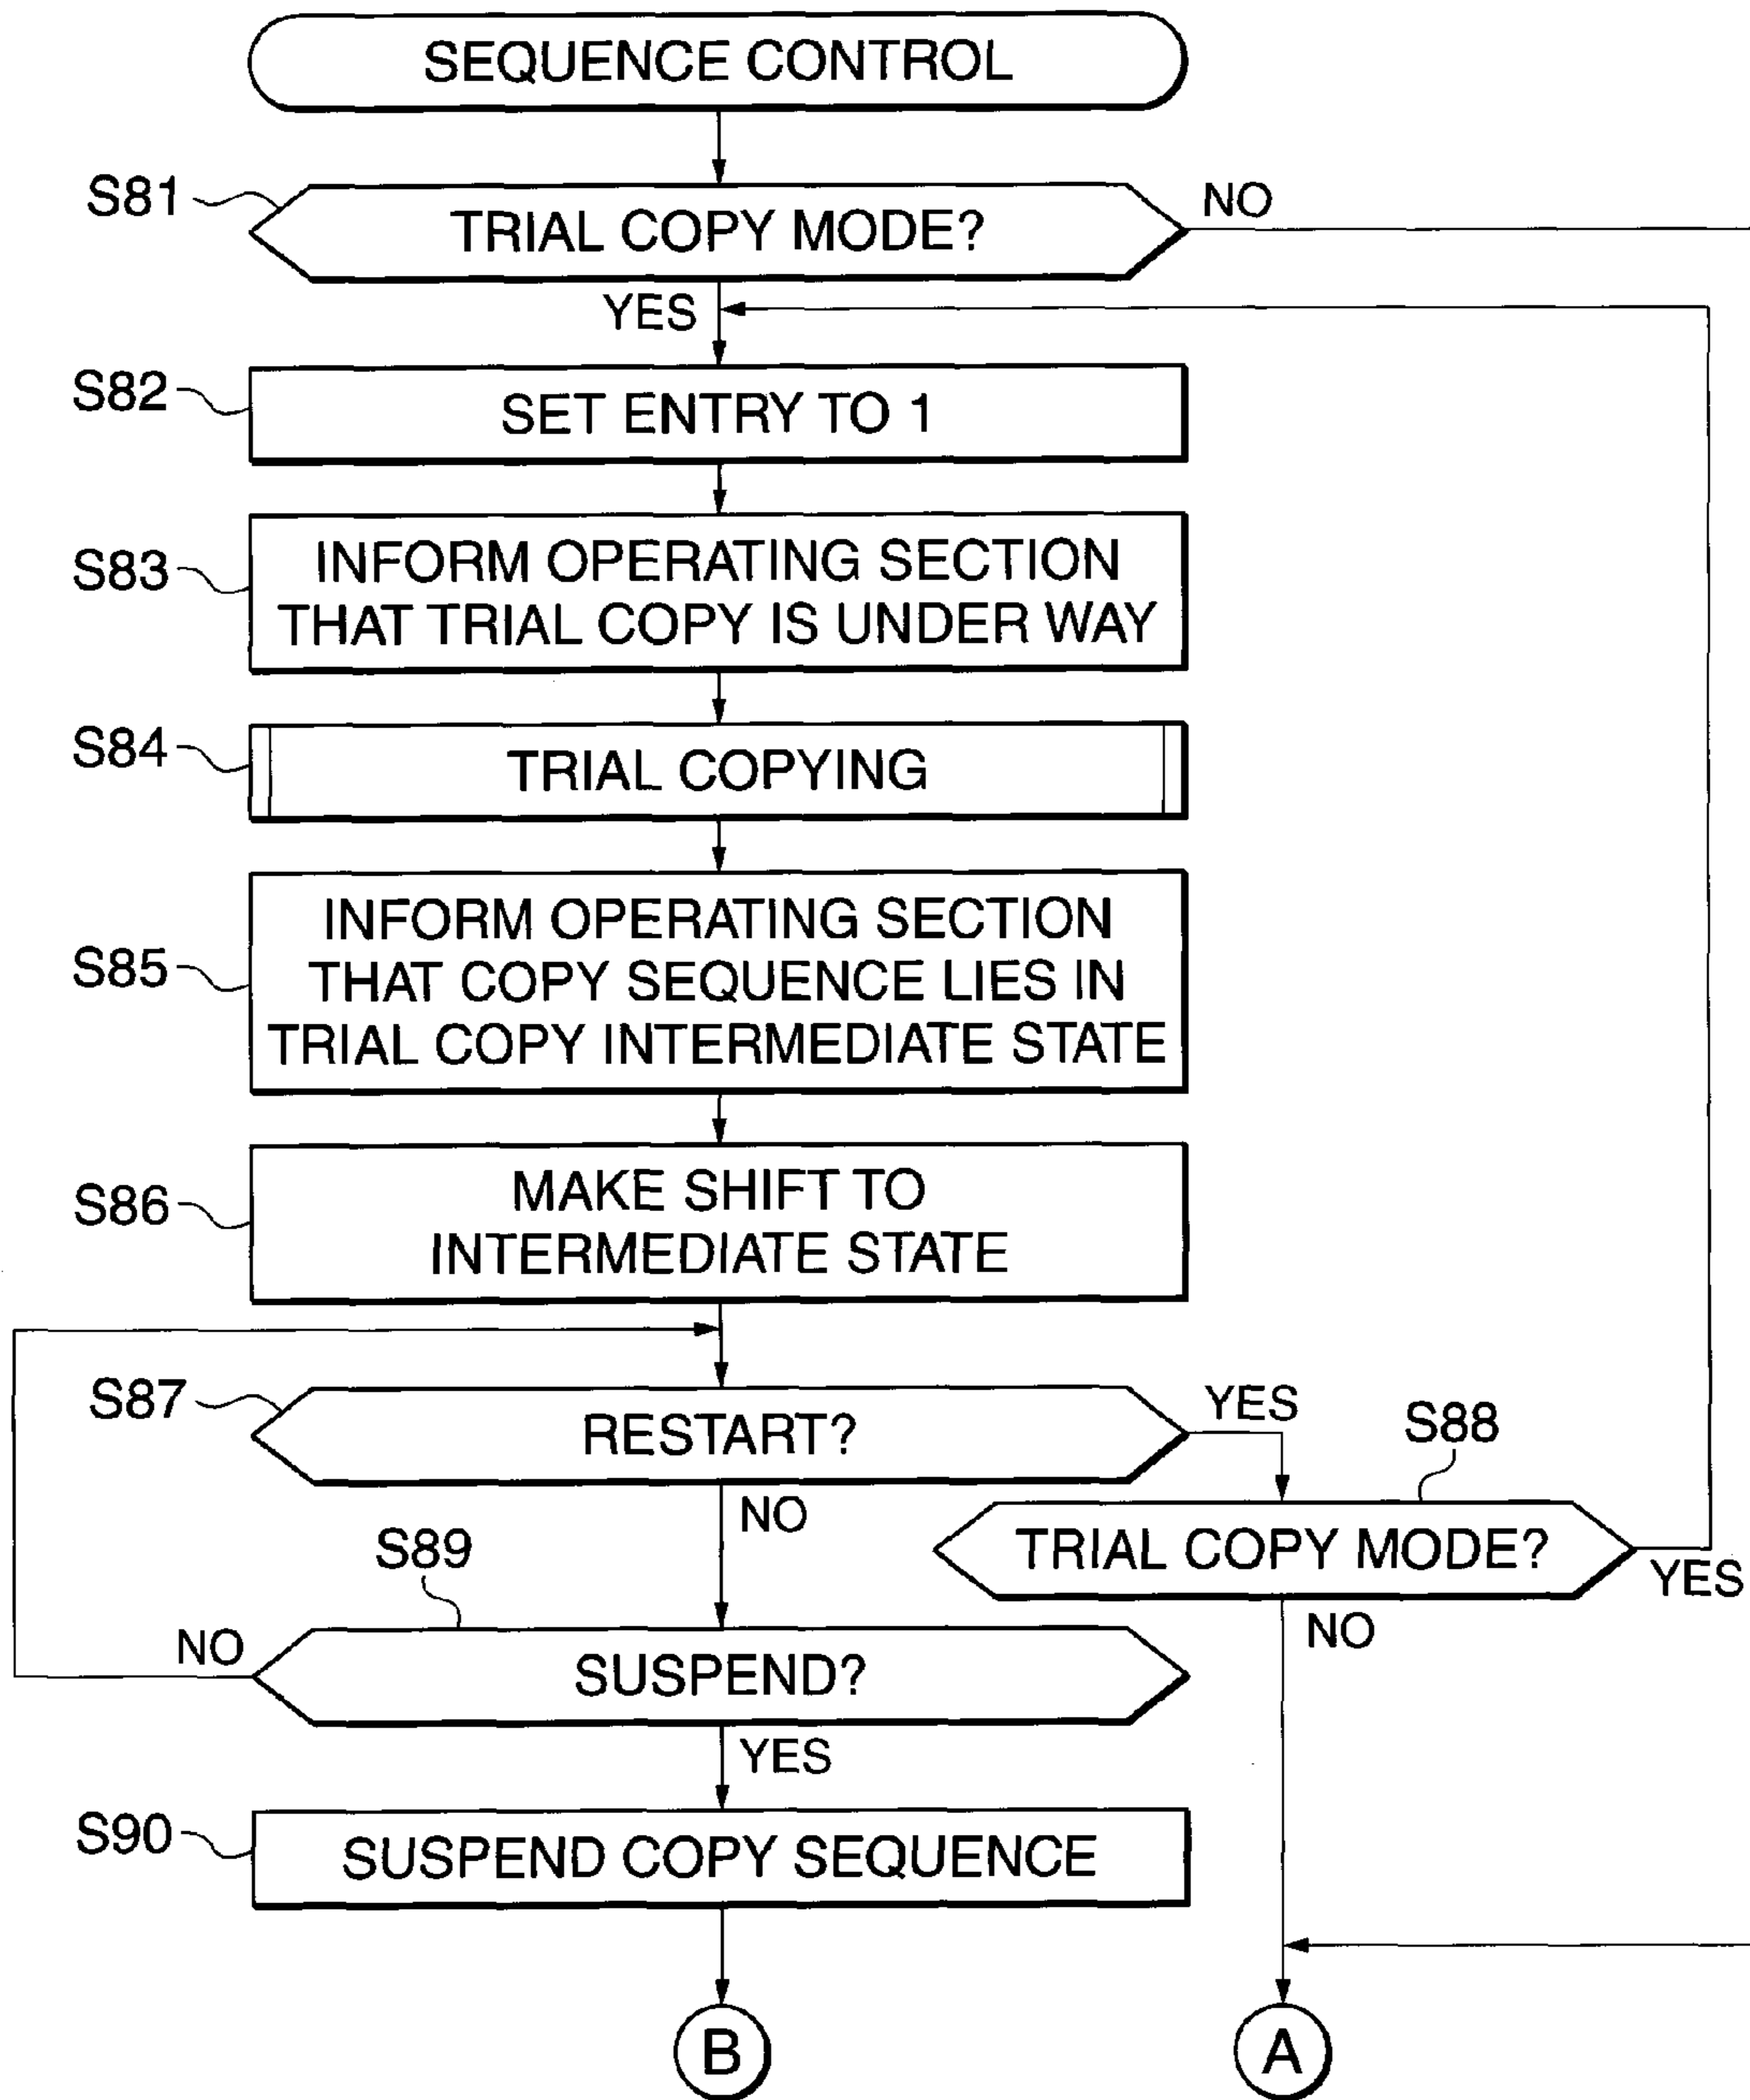 SEQUENCE CONTROL
S81
TRIAL COPY MODE?
NO
YES
S82
SET ENTRY TO 1
S83
INFORM OPERATING SECTION
THAT TRIAL COPY IS UNDER WAY
S84
TRIAL COPYING
S85
INFORM OPERATING SECTION
THAT COPY SEQUENCE LIES IN
TRIAL COPY INTERMEDIATE STATE
S86
MAKE SHIFT TO
INTERMEDIATE STATE
S87
RESTART?
YES
NO
S88
TRIAL COPY MODE?
YES
NO
S89
SUSPEND?
NO
YES
S90
SUSPEND COPY SEQUENCE
B
A